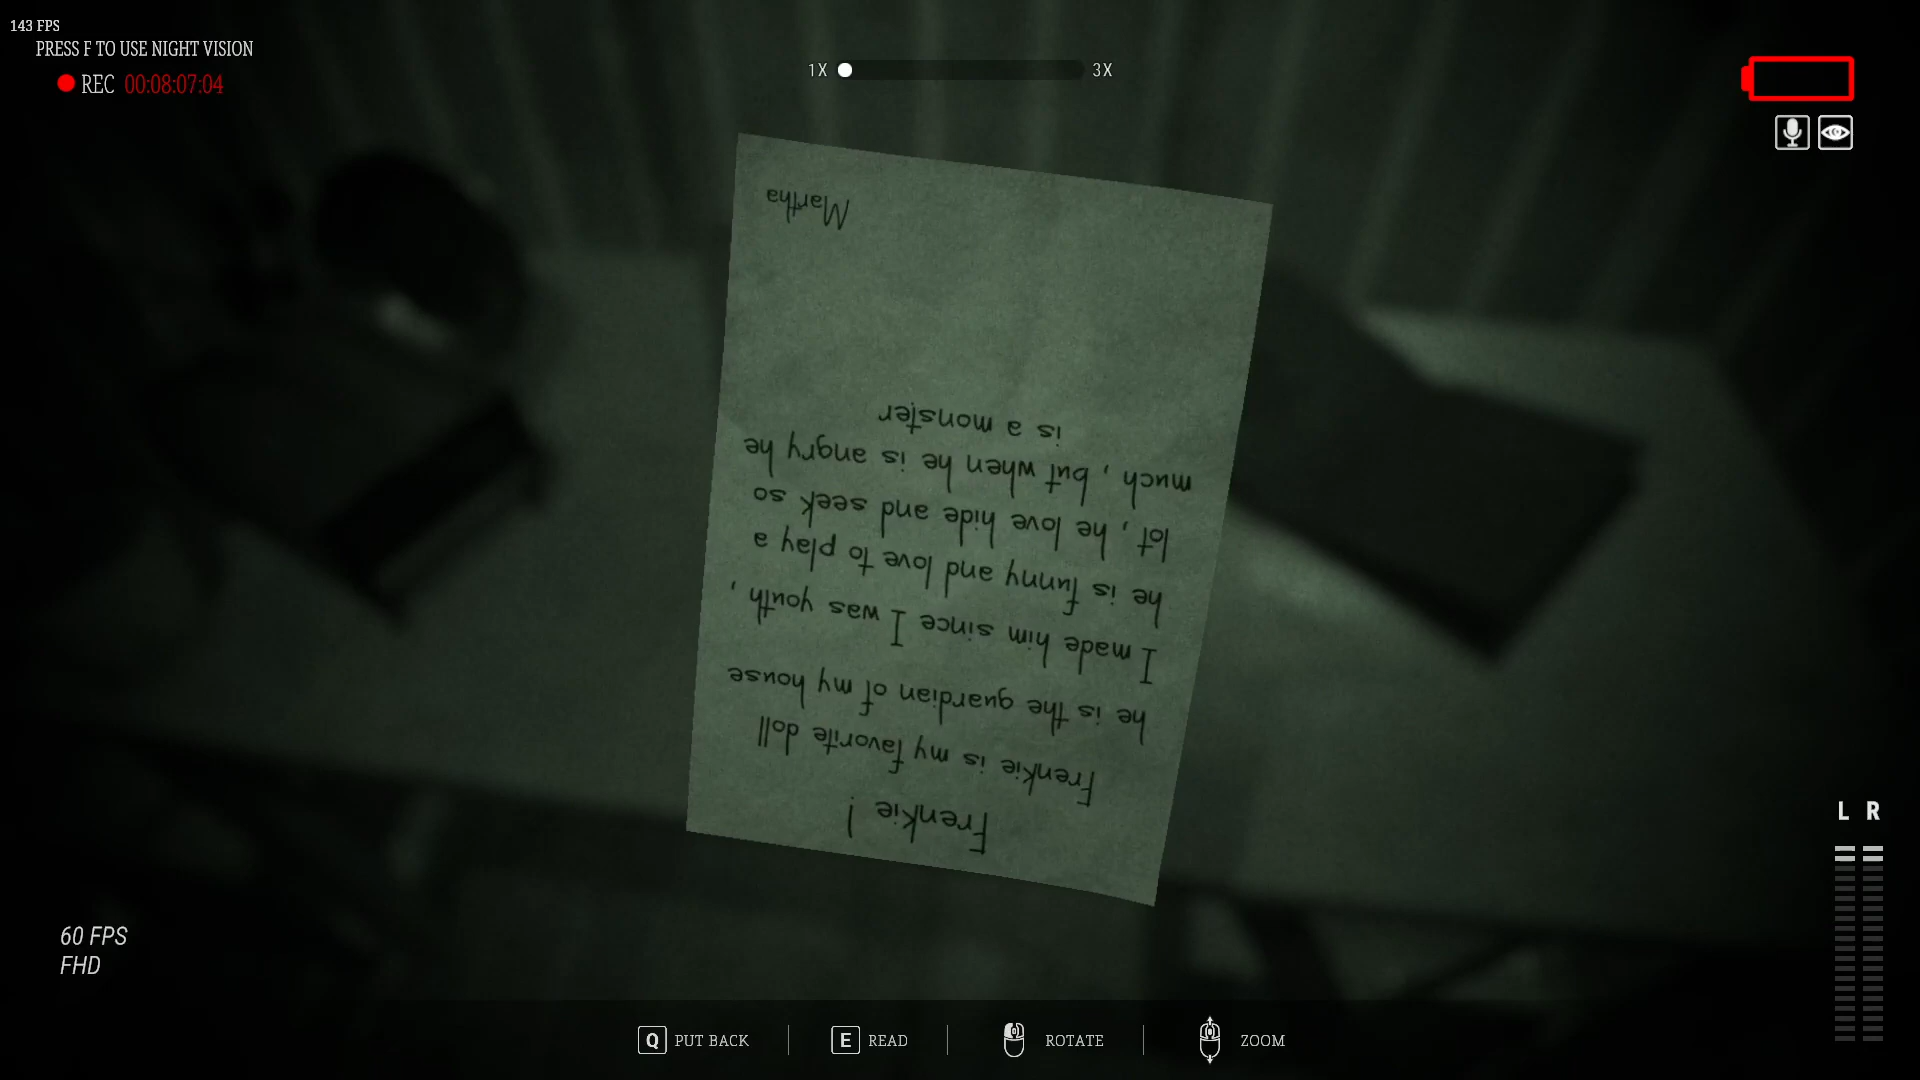 143 FPS
PRESS F TO USE NIGHT VISION
REC 00:08:07:04
1X 3X
Frenkie !
Frenkie is my favorite doll
he is the guardian of my house
I made him since I was youth ,
he is funny and love to play a
lot , he love hide and seek so
much , but when he is angry he
is a monster
Martha
L R
60 FPS
FHD
Q PUT BACK
E READ
ROTATE
ZOOM